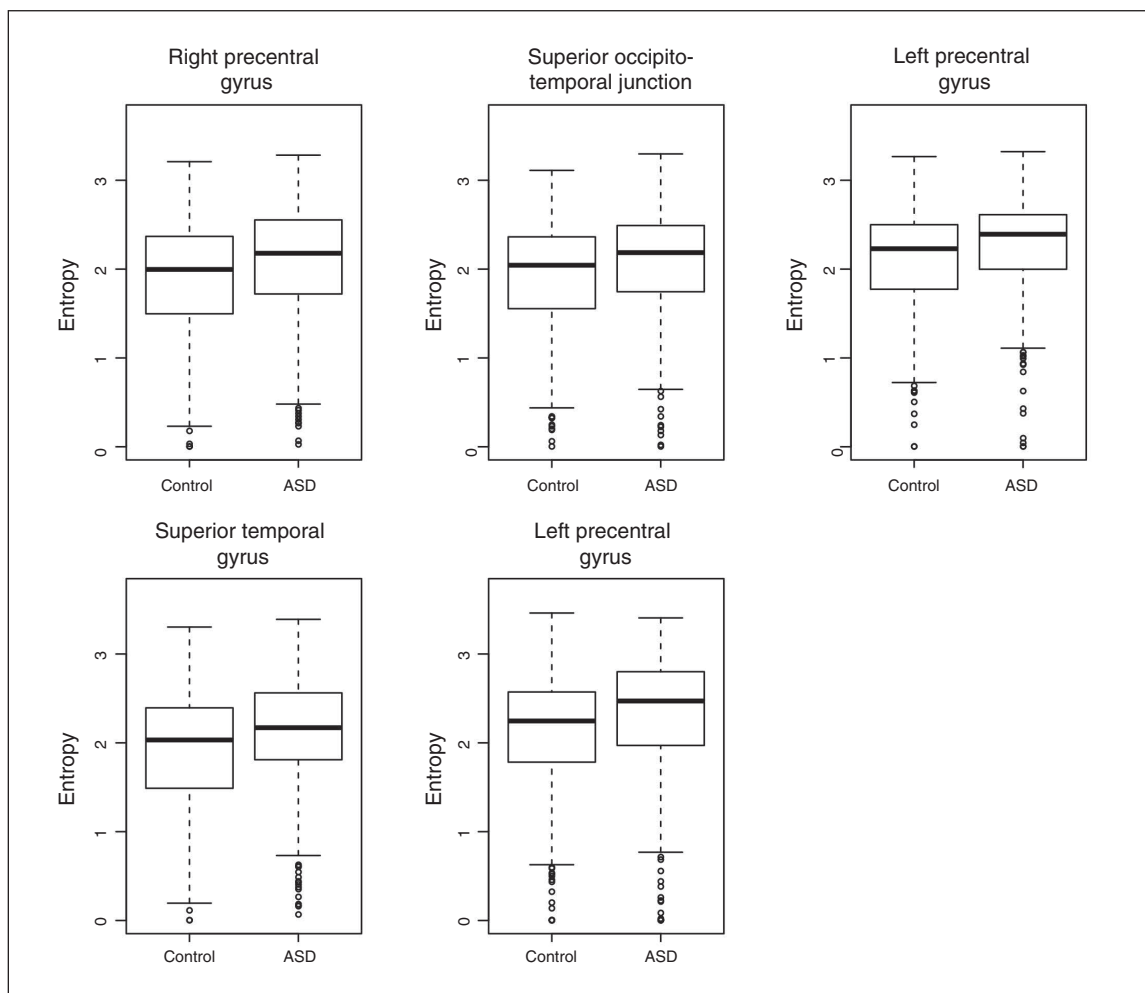 Right precentral
gyrus
Entropy
3
2
1
0
Control
ASD
Superior occipito-
temporal junction
Entropy
3
2
1
0
Control
ASD
Left precentral
gyrus
Entropy
3
2
1
0
Control
ASD
Superior temporal
gyrus
Entropy
3
2
1
0
Control
ASD
Left precentral
gyrus
Entropy
3
2
1
0
Control
ASD